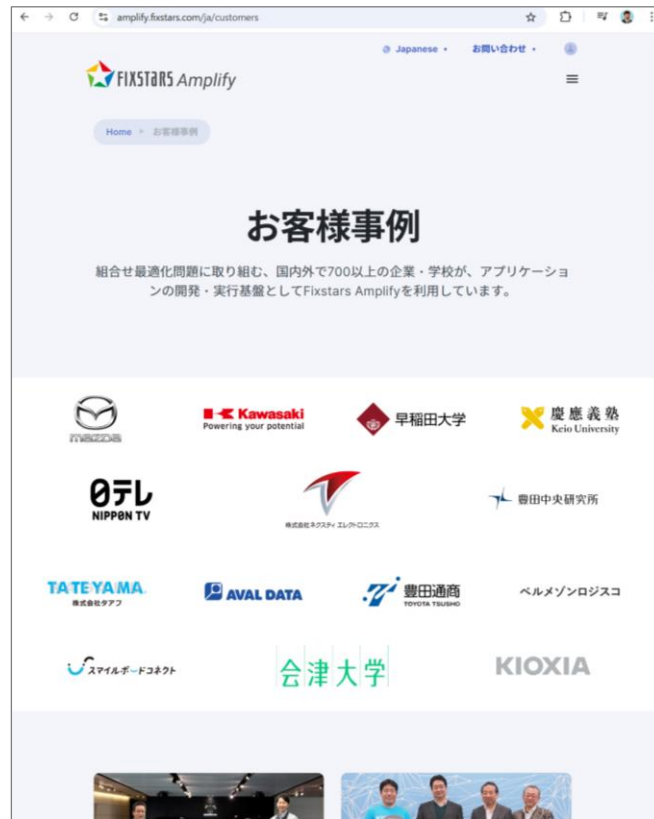 amplify.fixstars.com/ja/customers
Japanese
お問い合わせ
FIXSTARS Amplify
Home
お客様事例
お客様事例
組合せ最適化問題に取り組む、国内外で700以上の企業・学校が、アプリケーショ
ンの開発・実行基盤としてFixstars Amplifyを利用しています。
mazda
Kawasaki
Powering your potential
早稲田大学
慶應義塾
Keio University
日テレ
NIPPON TV
株式会社ネクスティ エレクトロニクス
豊田中央研究所
TATEYAMA
株式会社タアフ
AVAL DATA
豊田通商
TOYOTA TSUSHO
ベルメゾンロジスコ
スマイルボードコネクト
会津大学
KIOXIA